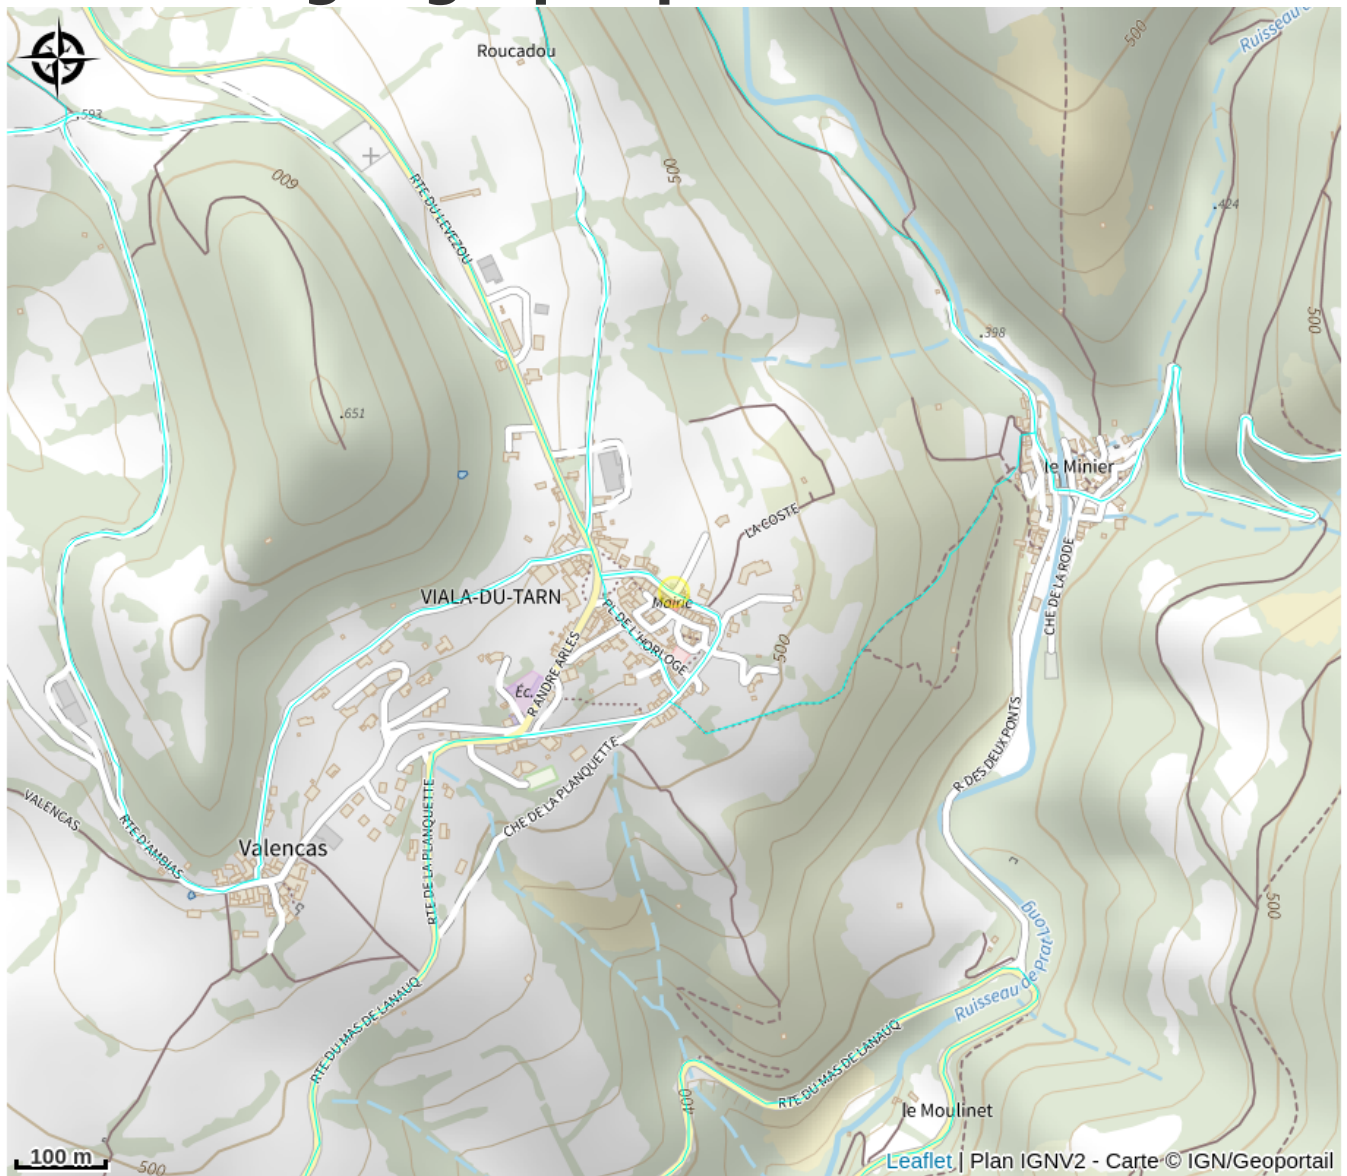 Roucadou
500
Ruisseau
593
600
500
RTE DU LEVEZOU
424
398
500
651
le Minier
LA COSTE
VIALA-DU-TARN
Mairie
PL DE L'HORLOGE
CHE DE LA RODE
500
Éc.
R ANDRE ARLES
R DES DEUX PONTS
CHE DE LA PLANQUETTE
RTE DE LA PLANQUETTE
VALENCAS
RTE D'AMBIAS
Valencas
500
Ruisseau de Prat Long
RTE DU MAS DE LANAUQ
RTE DU MAS DE LANAUQ
400
le Moulinet
100 m
500
Leaflet | Plan IGNV2 - Carte © IGN/Geoportail